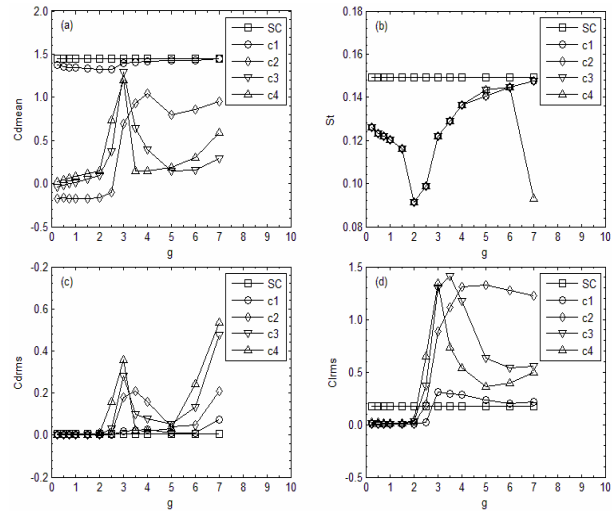 (a)
Cdmean
2.0
1.5
1.0
0.5
0.0
-0.5
0 1 2 3 4 5 6 7 8 9 10
g
SC
c1
c2
c3
c4
(b)
St
0.18
0.16
0.14
0.12
0.10
0.08
0 1 2 3 4 5 6 7 8 9 10
g
SC
c1
c2
c3
c4
(c)
Cdrms
-0.2
0.6
0.4
0.2
0.0
-0.2
0 1 2 3 4 5 6 7 8 9 10
g
SC
c1
c2
c3
c4
(d)
Clrms
1.5
1.0
0.5
0.0
-0.5
0 1 2 3 4 5 6 7 8 9 10
g
SC
c1
c2
c3
c4